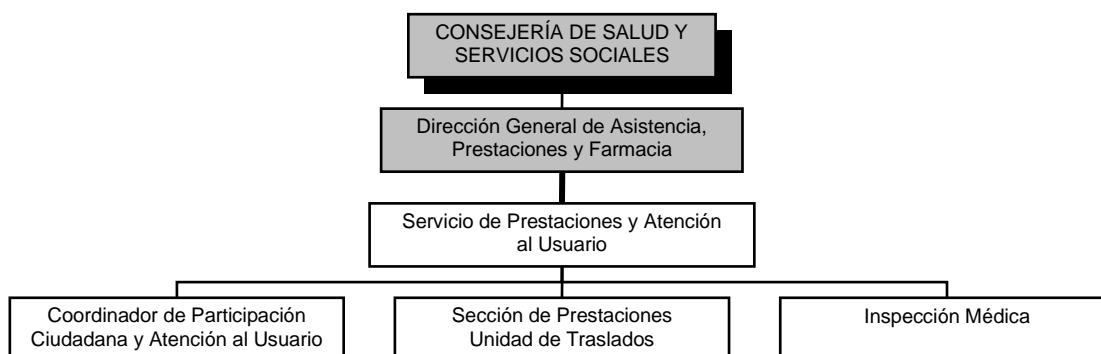 CONSEJERÍA DE SALUD Y
SERVICIOS SOCIALES
Dirección General de Asistencia,
Prestaciones y Farmacia
Servicio de Prestaciones y Atención
al Usuario
Coordinador de Participación
Ciudadana y Atención al Usuario
Sección de Prestaciones
Unidad de Traslados
Inspección Médica